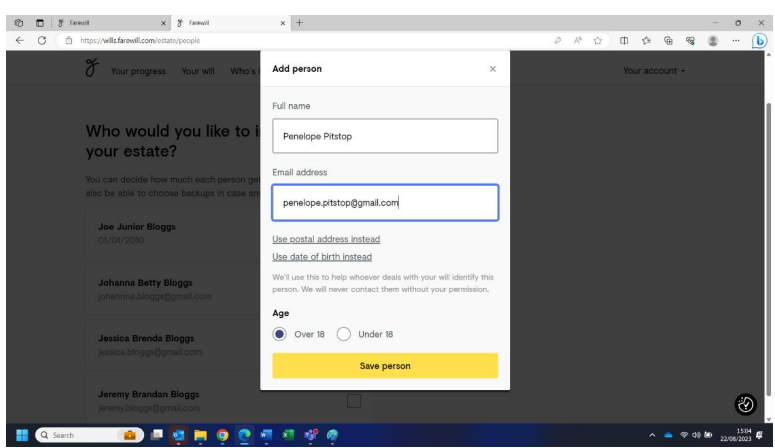 Farewill
Farewill
https://wills.farewill.com/estate/people
Your progress Your will Who's
Your account
Add person
Full name
Penelope Pitstop
Email address
penelope.pitstop@gmail.com
Use postal address instead
Use date of birth instead
We'll use this to help whoever deals with your will identify this
person. We will never contact them without your permission.
Age
Over 18 Under 18
Save person
Who would you like to i
your estate?
You can decide how much each person get
also be able to choose backups in case an
Joe Junior Bloggs
01/01/2010
Johanna Betty Bloggs
johannna.bloggs@gmail.com
Jessica Brenda Bloggs
jessica.bloggs@gmail.com
Jeremy Brandan Bloggs
jeremy.bloggs@gmail.com
Search
15:04
22/08/2023